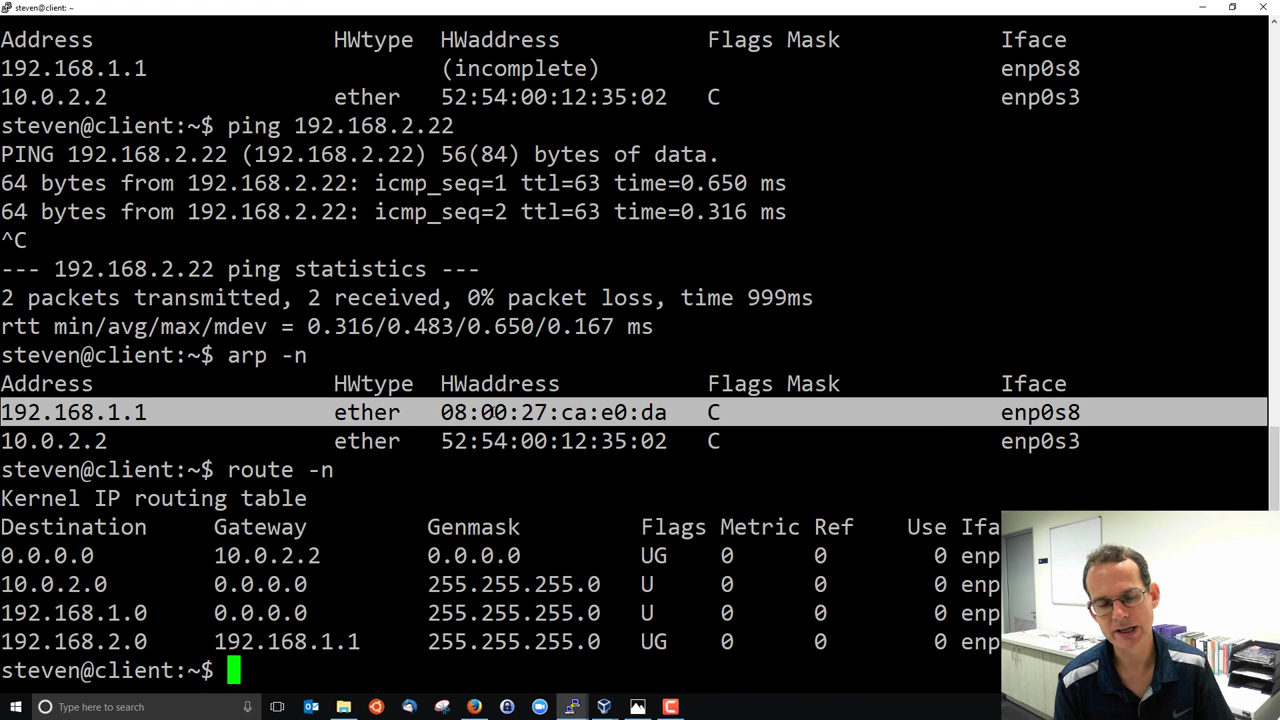 steven@client: ~
Address HWtype HWaddress Flags Mask Iface
192.168.1.1 (incomplete) enp0s8
10.0.2.2 ether 52:54:00:12:35:02 C enp0s3
steven@client:~$ ping 192.168.2.22
PING 192.168.2.22 (192.168.2.22) 56(84) bytes of data.
64 bytes from 192.168.2.22: icmp_seq=1 ttl=63 time=0.650 ms
64 bytes from 192.168.2.22: icmp_seq=2 ttl=63 time=0.316 ms
^C
--- 192.168.2.22 ping statistics ---
2 packets transmitted, 2 received, 0% packet loss, time 999ms
rtt min/avg/max/mdev = 0.316/0.483/0.650/0.167 ms
steven@client:~$ arp -n
Address HWtype HWaddress Flags Mask Iface
192.168.1.1 ether 08:00:27:ca:e0:da C enp0s8
10.0.2.2 ether 52:54:00:12:35:02 C enp0s3
steven@client:~$ route -n
Kernel IP routing table
Destination Gateway Genmask Flags Metric Ref Use Ifa
0.0.0.0 10.0.2.2 0.0.0.0 UG 0 0 0 enp
10.0.2.0 0.0.0.0 255.255.255.0 U 0 0 0 enp
192.168.1.0 0.0.0.0 255.255.255.0 U 0 0 0 enp
192.168.2.0 192.168.1.1 255.255.255.0 UG 0 0 0 enp
steven@client:~$
Type here to search